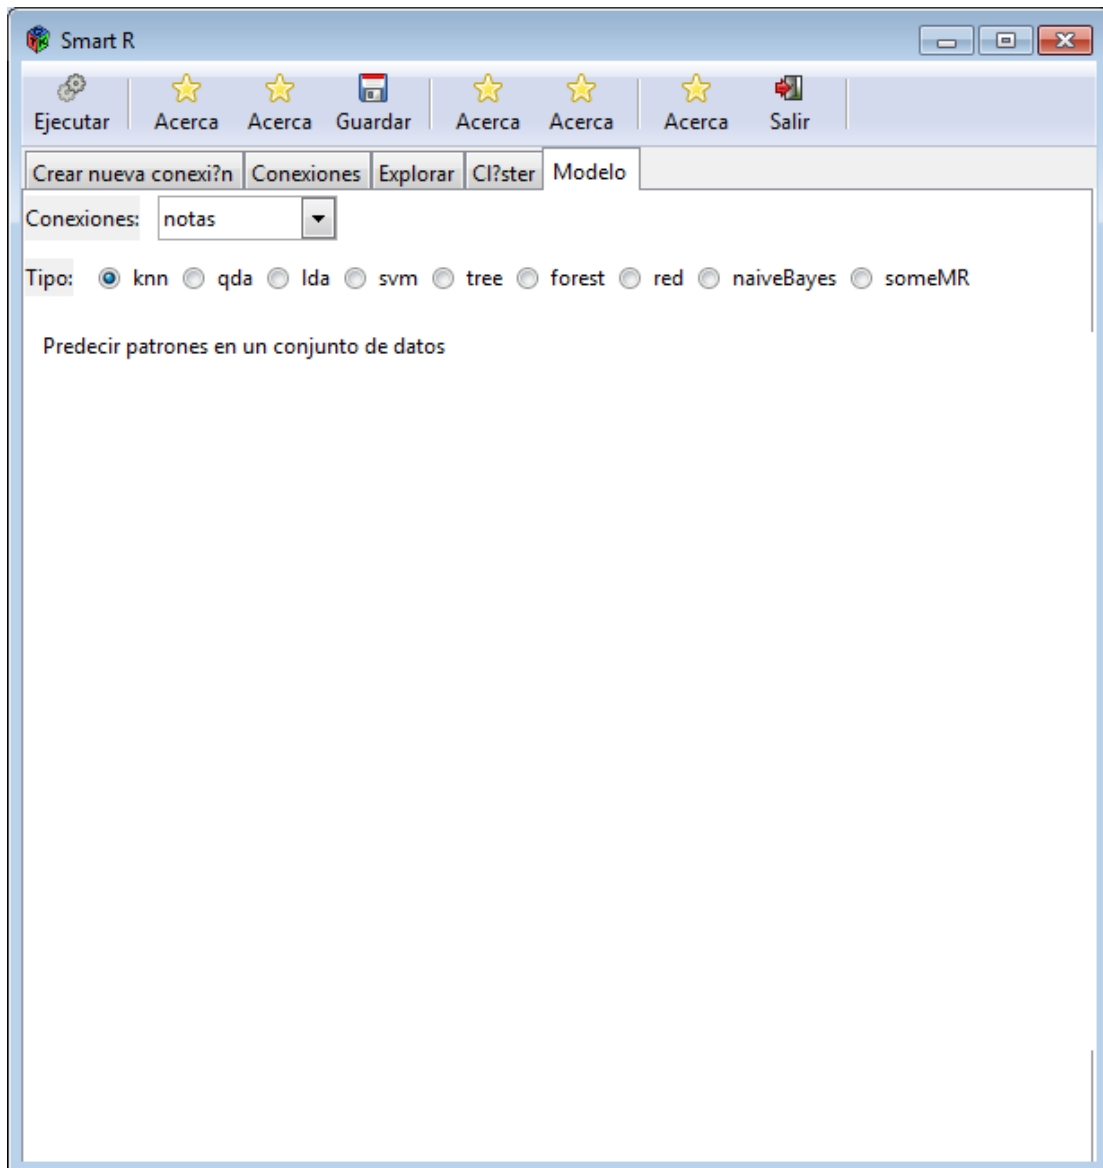 Smart R
Ejecutar Acerca Acerca Guardar Acerca Acerca Acerca Salir
Crear nueva conexi?n Conexiones Explorar Cl?ster Modelo
Conexiones: notas
Tipo: knn qda lda svm tree forest red naiveBayes someMR
Predecir patrones en un conjunto de datos